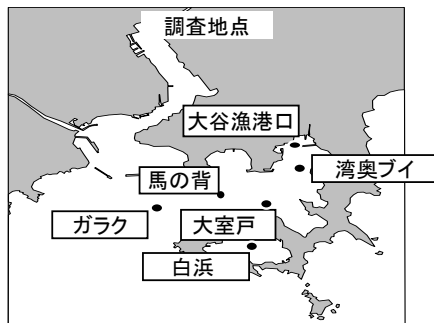 調査地点
大谷漁港口
湾奥ブイ
馬の背
ガラク
大室戸
白浜